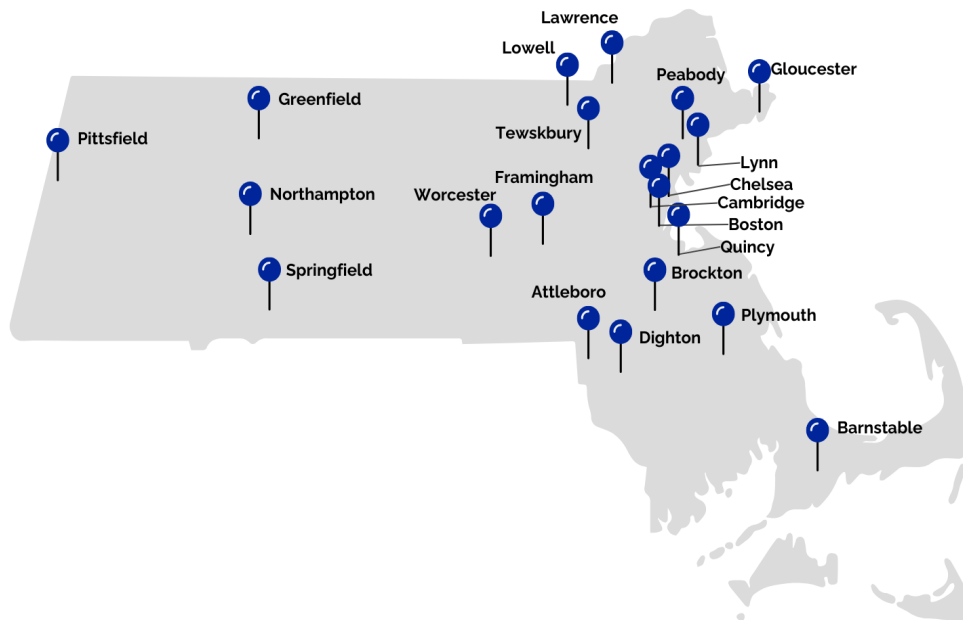 Lawrence
Lowell
Gloucester
Peabody
Greenfield
Tewskbury
Pittsfield
Lynn
Framingham
Chelsea
Northampton
Worcester
Cambridge
Boston
Quincy
Springfield
Brockton
Attleboro
Plymouth
Dighton
Barnstable